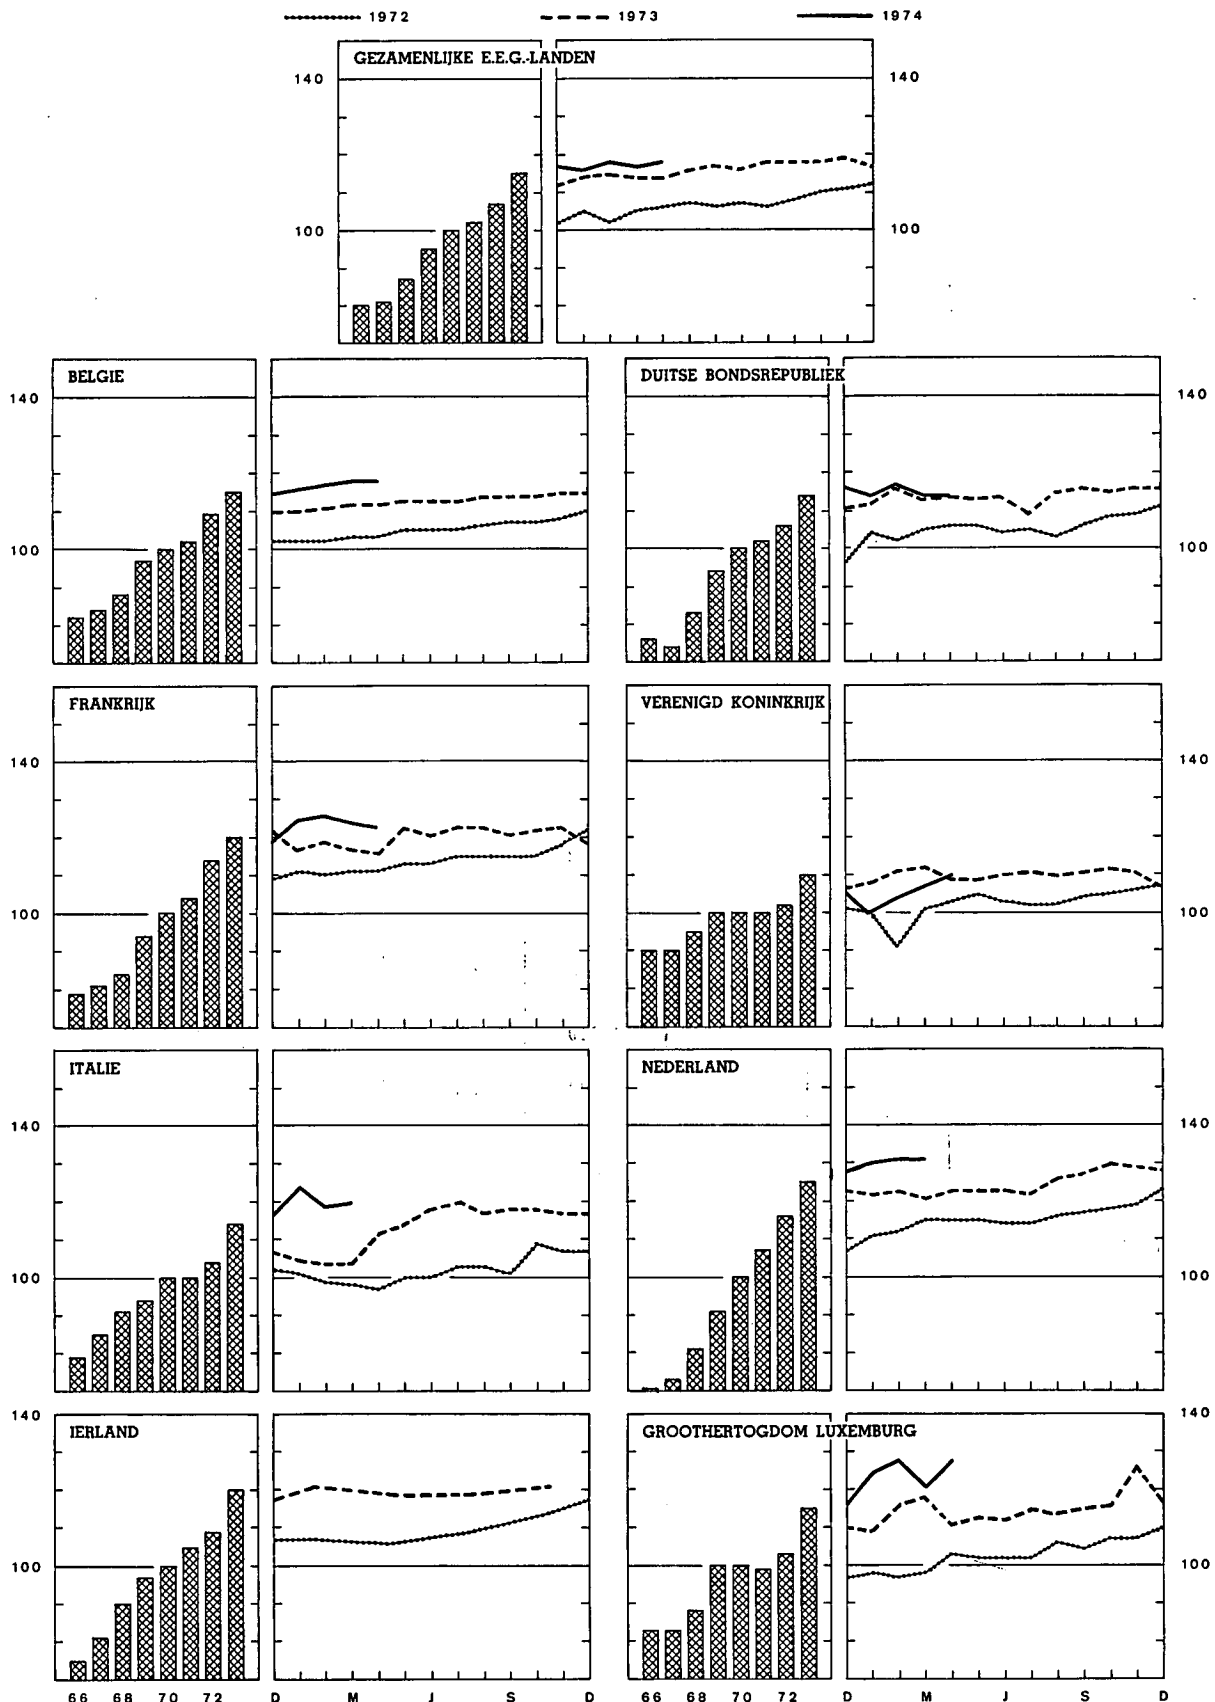 1972 1973 1974
GEZAMENLIJKE E.E.G.-LANDEN
140 140
100 100
BELGIE DUITSE BONDSREPUBLIEK
140 140
100 100
FRANKRIJK VERENIGD KONINKRIJK
140 140
100 100
ITALIE NEDERLAND
140 140
100 100
140 140
IERLAND GROOTHERTOGDOM LUXEMBURG
100 100
66 68 70 72 D M J S D 66 68 70 72 D M J S D